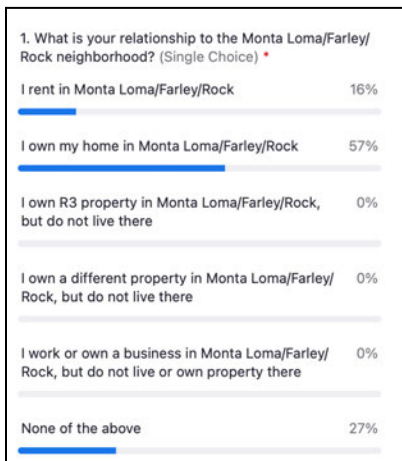 1. What is your relationship to the Monta Loma/Farley/
Rock neighborhood? (Single Choice) *
I rent in Monta Loma/Farley/Rock 16%
I own my home in Monta Loma/Farley/Rock 57%
I own R3 property in Monta Loma/Farley/Rock, 0%
but do not live there
I own a different property in Monta Loma/Farley/ 0%
Rock, but do not live there
I work or own a business in Monta Loma/Farley/ 0%
Rock, but do not live or own property there
None of the above 27%